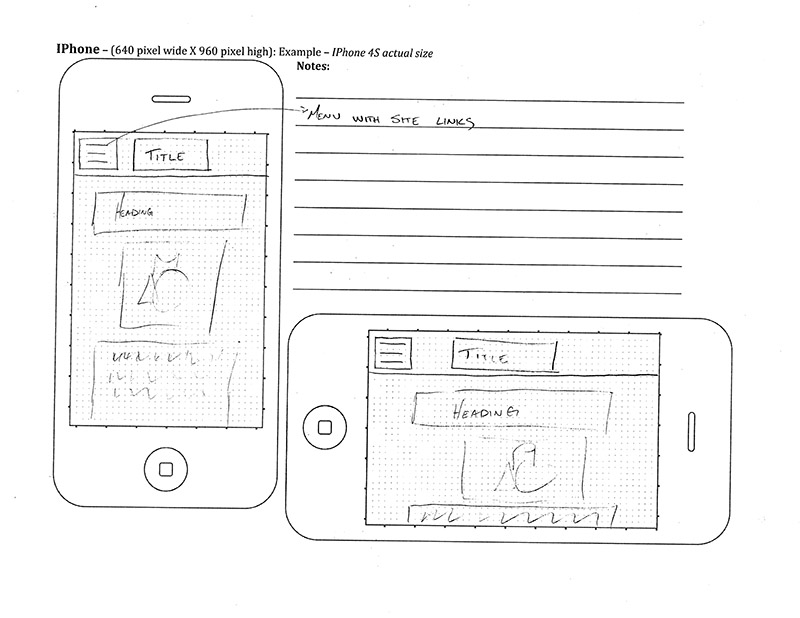 IPhone – (640 pixel wide X 960 pixel high): Example – IPhone 4S actual size
Notes:
MENU WITH SITE LINKS
TITLE
HEADING
TITLE
HEADING